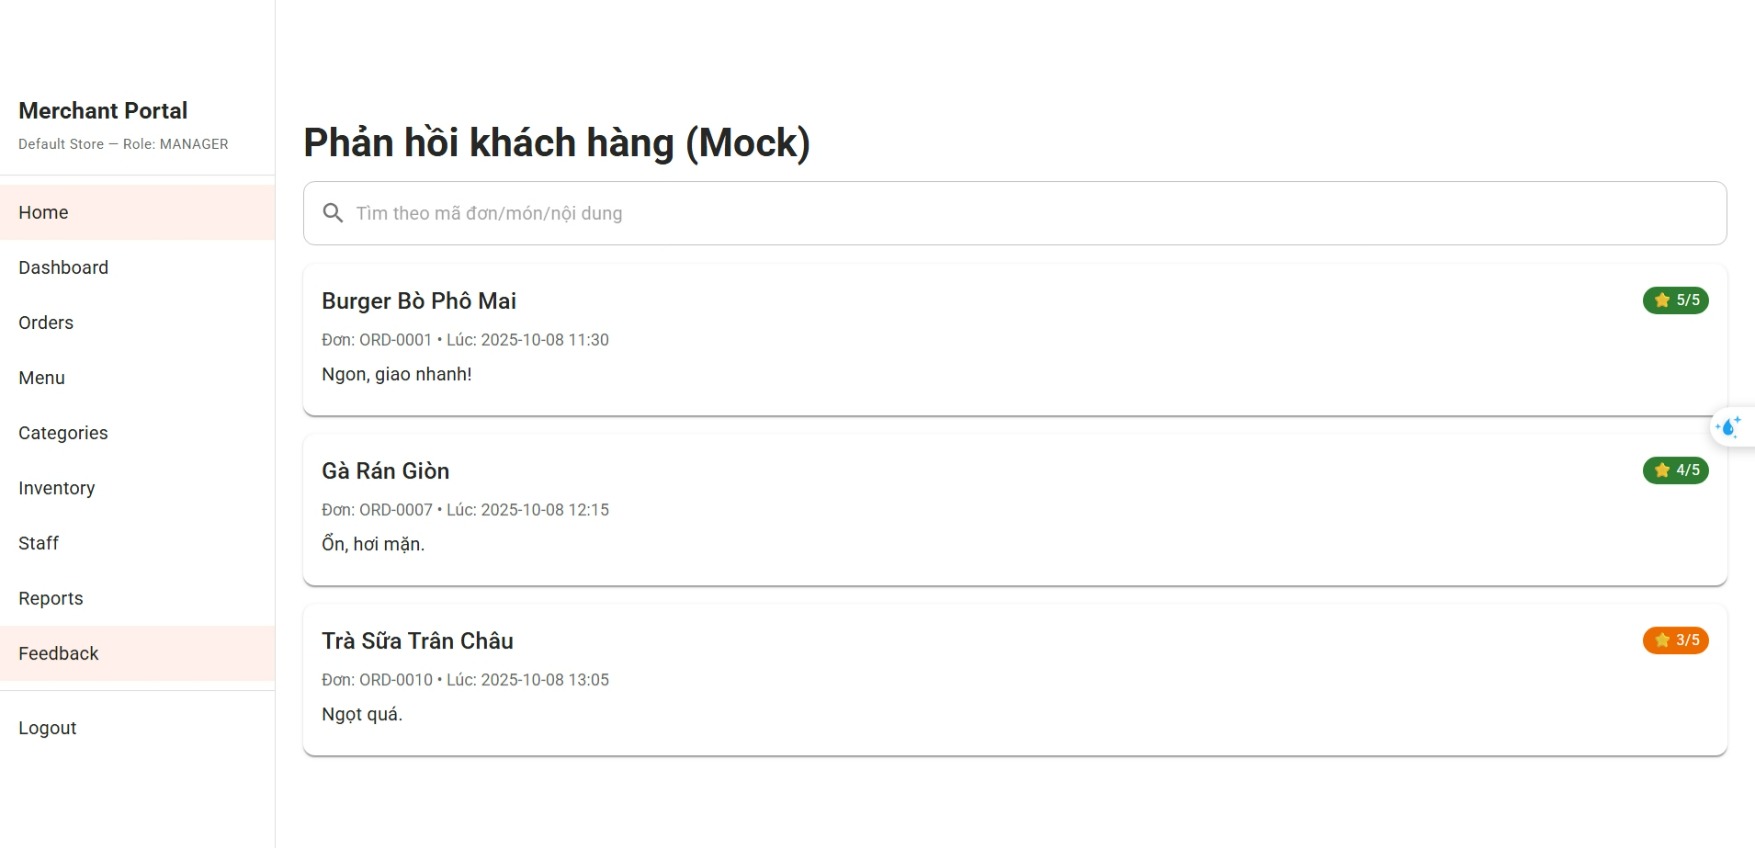 Merchant Portal
Default Store — Role: MANAGER
Home
Dashboard
Orders
Menu
Categories
Inventory
Staff
Reports
Feedback
Logout
Phản hồi khách hàng (Mock)
Tìm theo mã đơn/món/nội dung
Burger Bò Phô Mai
5/5
Đơn: ORD-0001 • Lúc: 2025-10-08 11:30
Ngon, giao nhanh!
Gà Rán Giòn
4/5
Đơn: ORD-0007 • Lúc: 2025-10-08 12:15
Ổn, hơi mặn.
Trà Sữa Trân Châu
3/5
Đơn: ORD-0010 • Lúc: 2025-10-08 13:05
Ngọt quá.